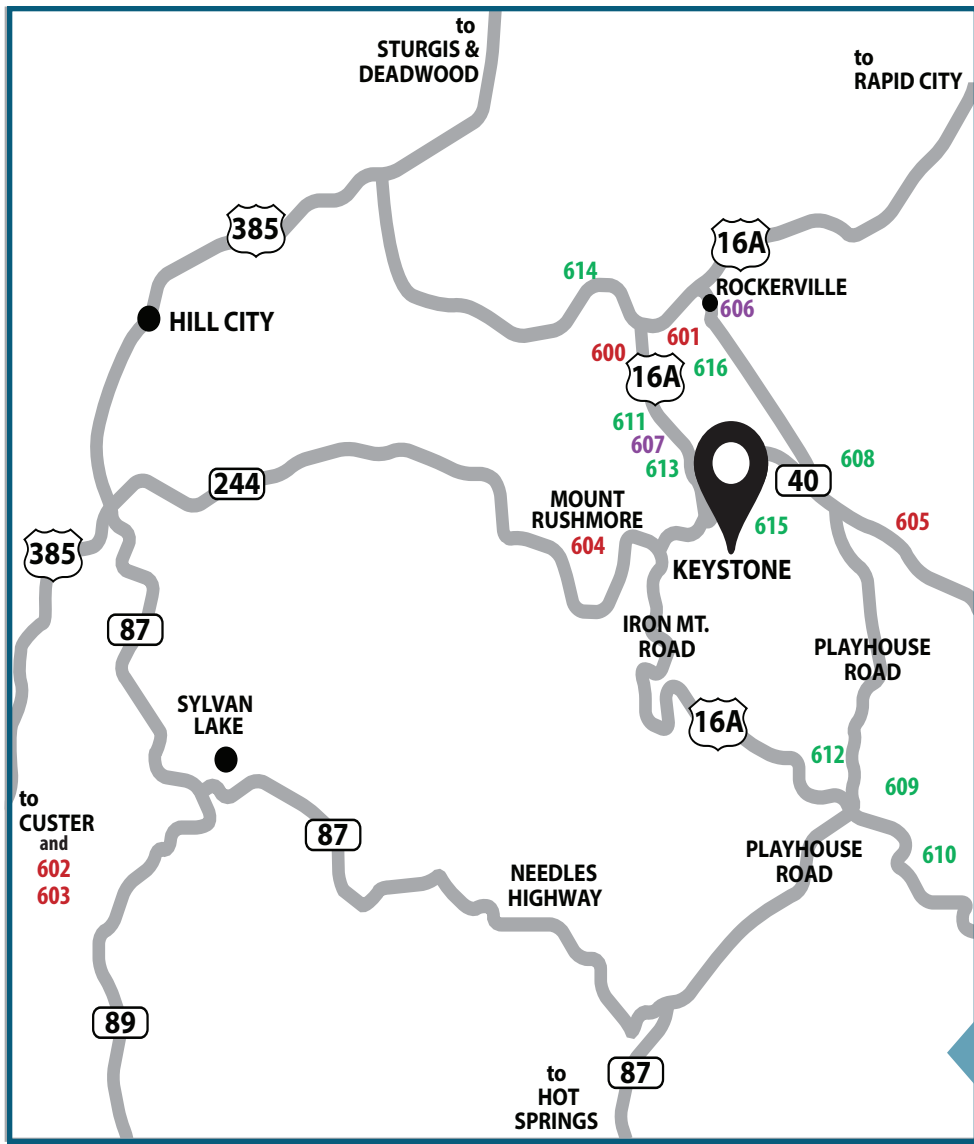 to
STURGIS &
DEADWOOD
to
RAPID CITY
385
16A
614
ROCKERVILLE
606
HILL CITY
601
600
16A
616
611
607
613
608
244
40
MOUNT
RUSHMORE
604
605
615
385
KEYSTONE
87
IRON MT.
ROAD
PLAYHOUSE
ROAD
SYLVAN
LAKE
16A
612
609
to
CUSTER
and
602
603
87
PLAYHOUSE
ROAD
610
NEEDLES
HIGHWAY
89
87
to
HOT
SPRINGS